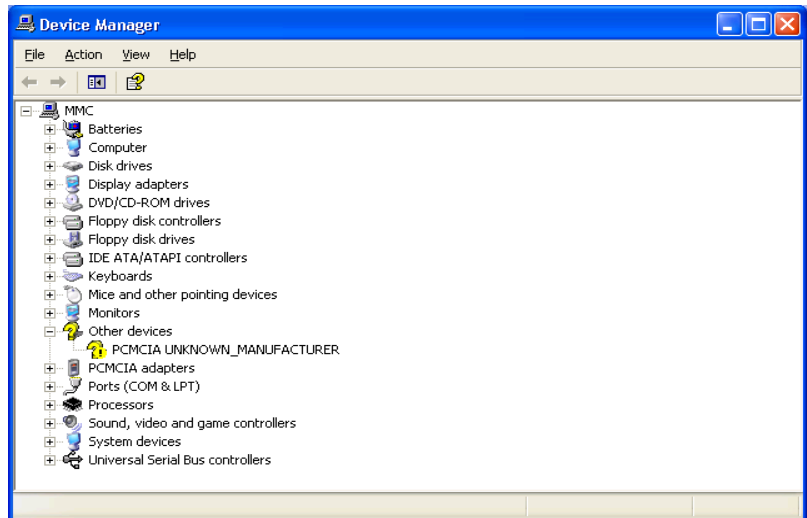 Device Manager
File Action View Help
MMC
Batteries
Computer
Disk drives
Display adapters
DVD/CD-ROM drives
Floppy disk controllers
Floppy disk drives
IDE ATA/ATAPI controllers
Keyboards
Mice and other pointing devices
Monitors
Other devices
PCMCIA UNKNOWN_MANUFACTURER
PCMCIA adapters
Ports (COM & LPT)
Processors
Sound, video and game controllers
System devices
Universal Serial Bus controllers